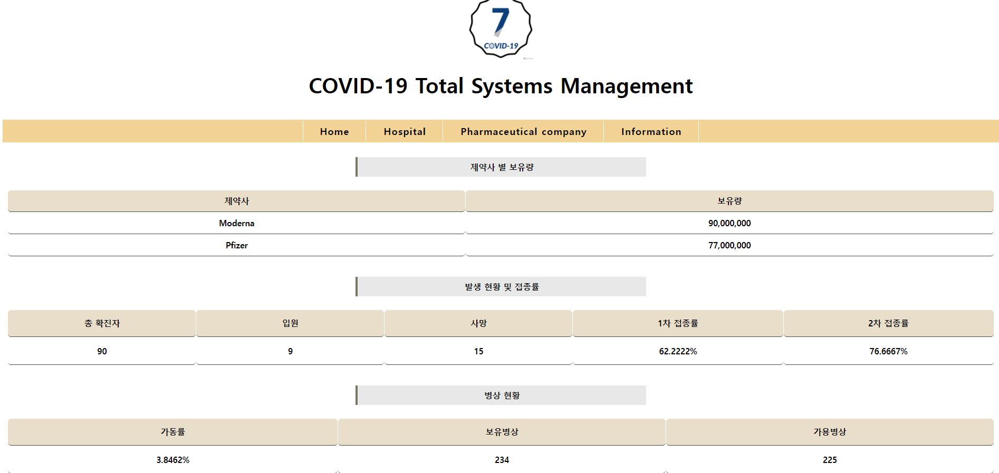 7
COVID-19
COVID-19 Total Systems Management
Home Hospital Pharmaceutical company Information
제약사 별 보유량
제약사 보유량
Moderna 90,000,000
Pfizer 77,000,000
발생 현황 및 접종률
총 확진자 입원 사망 1차 접종률 2차 접종률
90 9 15 62.2222% 76.6667%
병상 현황
가동률 보유병상 가용병상
3.8462% 234 225